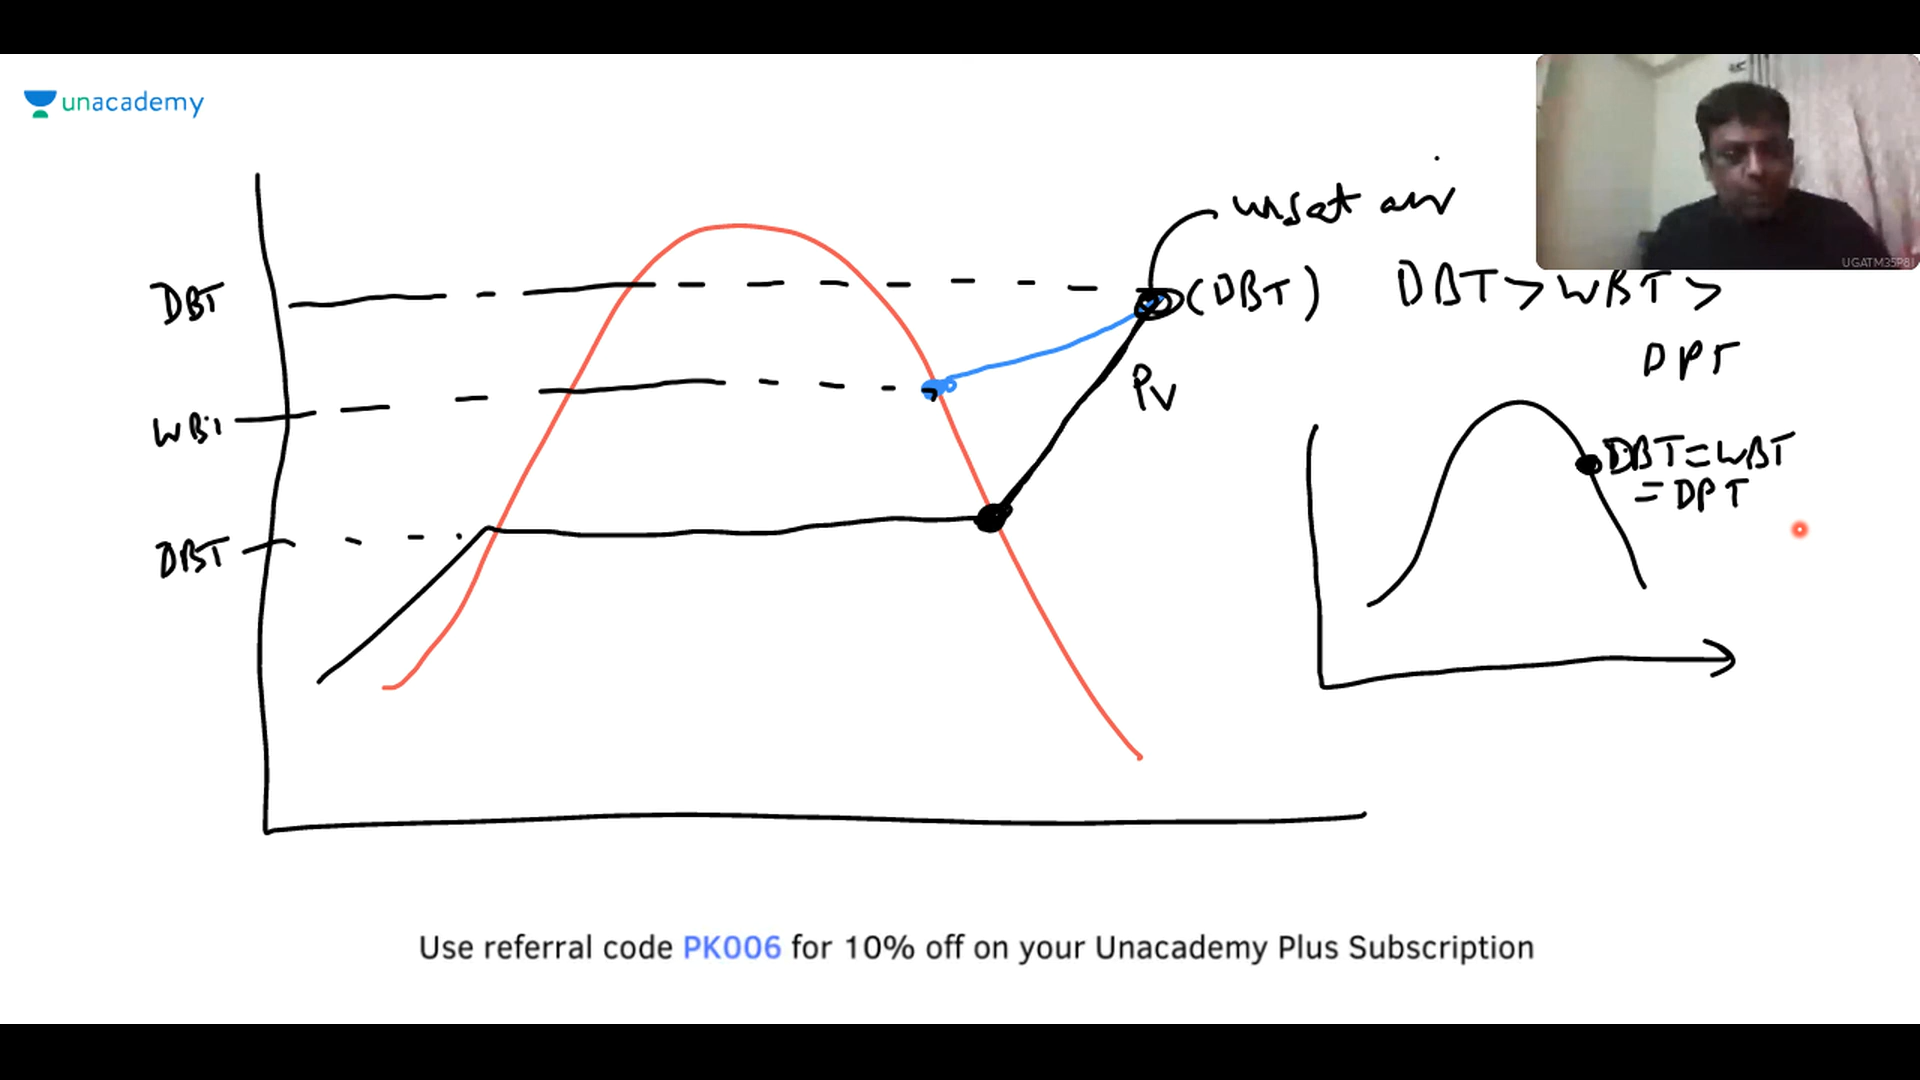 unacademy
UGATM35P8I
unsat air
DBT
(DBT)
DBT > WBT >
DPT
WBT
Pv
DBT = WBT
= DPT
DBT
Use referral code PK006 for 10% off on your Unacademy Plus Subscription